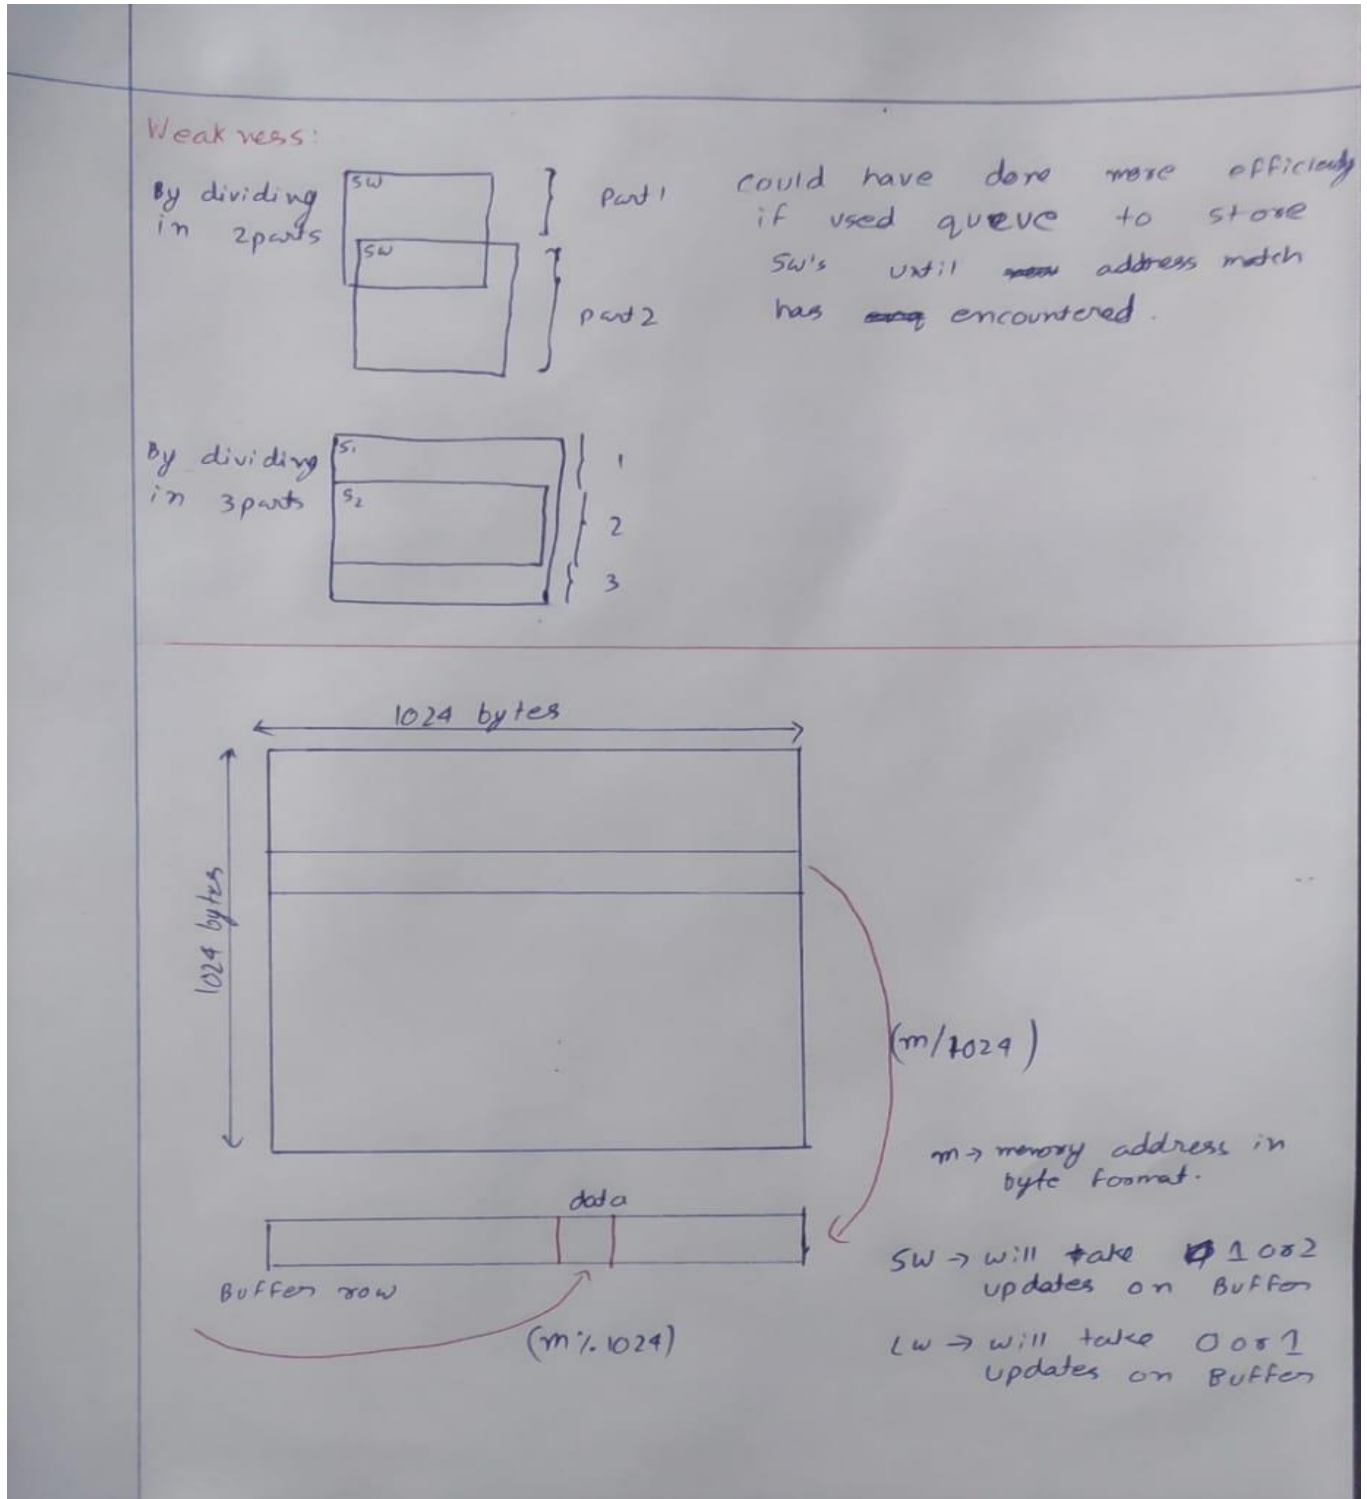 Weakness:
By dividing
in 2parts
SW
SW
Part 1
part 2
could have done more efficiently
if used queue to store
SW's until address match
has encountered.
By dividing
in 3parts
S1
S2
1
2
3
1024 bytes
1024 bytes
(m/1024)
m → memory address in
byte format.
data
Buffer row
(m % 1024)
SW → will take 1 or 2
updates on Buffer
LW → will take 0 or 1
updates on Buffer